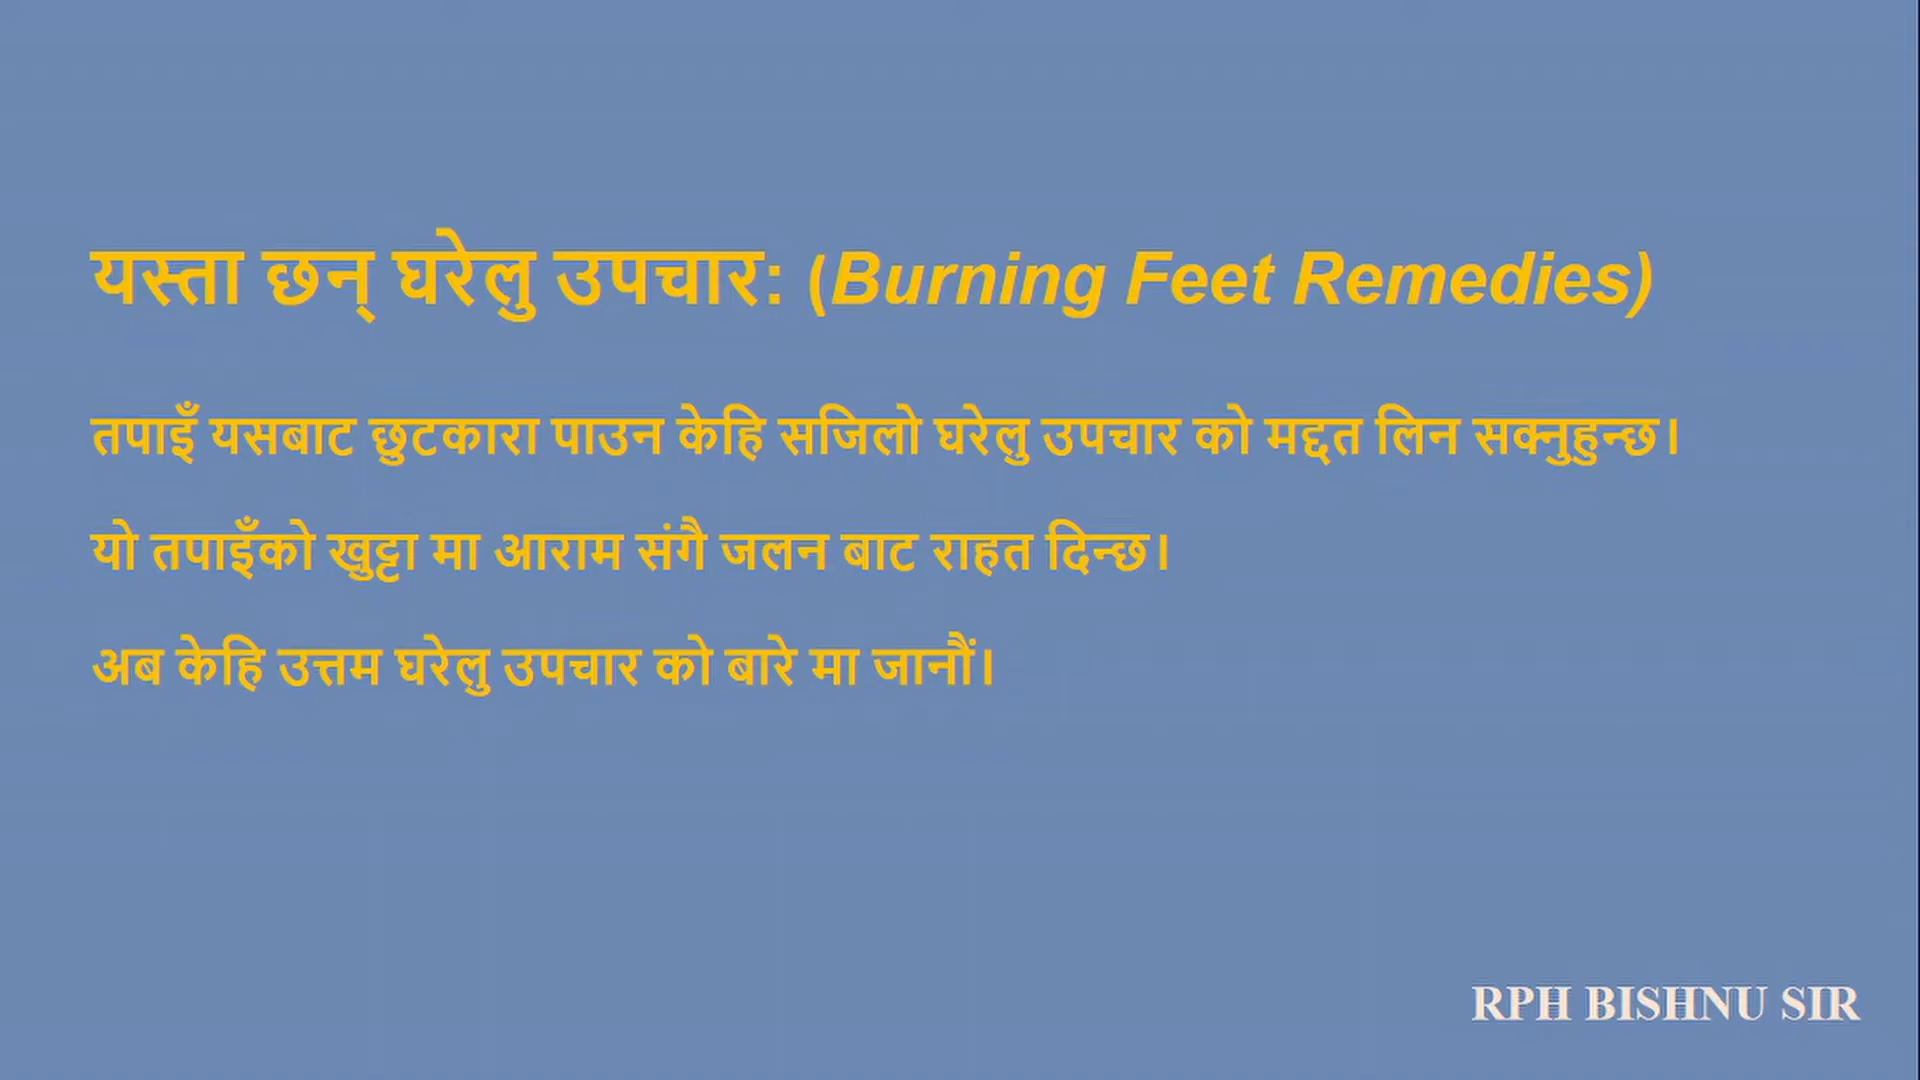 यस्ता छन् घरेलु उपचार: (Burning Feet Remedies)
तपाइँ यसबाट छुटकारा पाउन केहि सजिलो घरेलु उपचार को मद्दत लिन सक्नुहुन्छ।
यो तपाइँको खुट्टा मा आराम संगै जलन बाट राहत दिन्छ।
अब केहि उत्तम घरेलु उपचार को बारे मा जानौं।
RPH BISHNU SIR